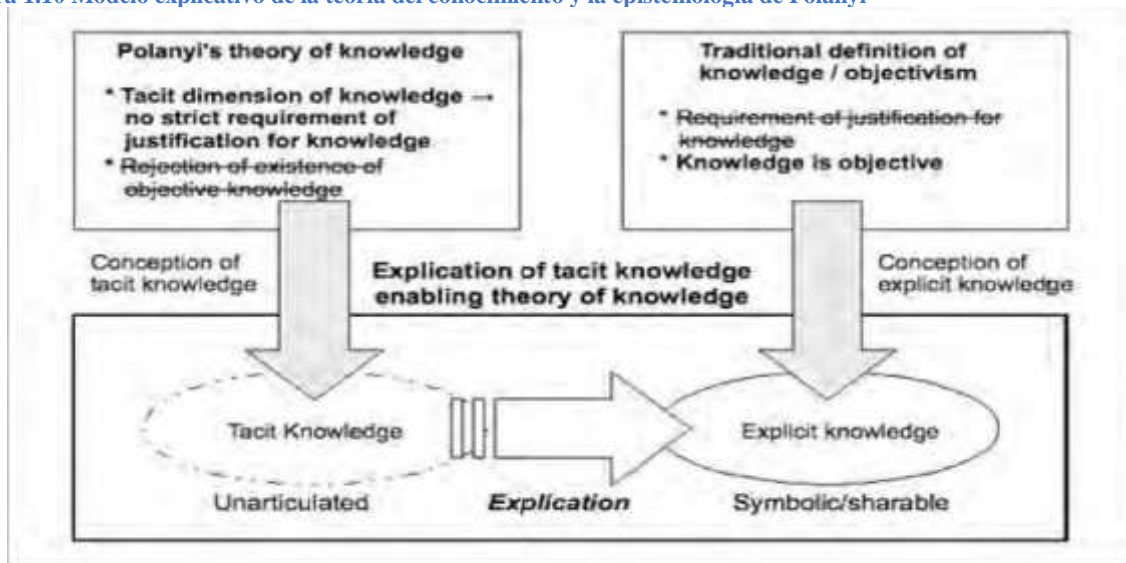 1.10 Modelo explicativo de la teoría del conocimiento y la epistemología de Polanyi
Polanyi's theory of knowledge
* Tacit dimension of knowledge →
no strict requirement of
justification for knowledge
* Rejection of existence of
objective knowledge
Traditional definition of
knowledge / objectivism
* Requirement of justification for
knowledge
* Knowledge is objective
Conception of
tacit knowledge
Explication of tacit knowledge
enabling theory of knowledge
Conception of
explicit knowledge
Tacit Knowledge
Explicit knowledge
Unarticulated
Explication
Symbolic/sharable